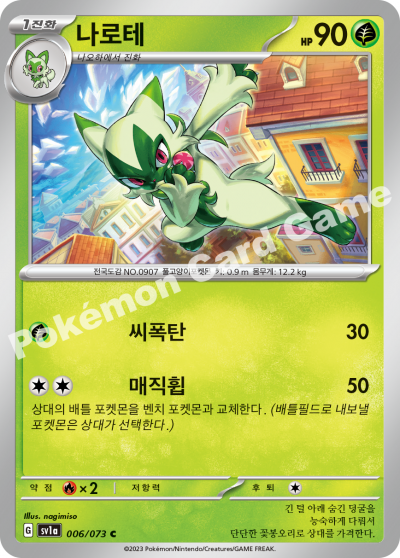 1진화
나로테
HP 90
나오하에서 진화
전국도감 NO.0907 풀고양이포켓몬 키: 0.9 m 몸무게: 12.2 kg
Pokémon Card Game
씨폭탄 30
매직휩 50
상대의 배틀 포켓몬을 벤치 포켓몬과 교체한다. (배틀필드로 내보낼
포켓몬은 상대가 선택한다.)
약점 ×2 저항력 후퇴
Illus. nagimiso
G sv1a 006/073 C
긴 털 아래 숨긴 덩굴을
능숙하게 다뤄서
단단한 꽃봉오리로 상대를 가격한다.
©2023 Pokémon/Nintendo/Creatures/GAME FREAK.